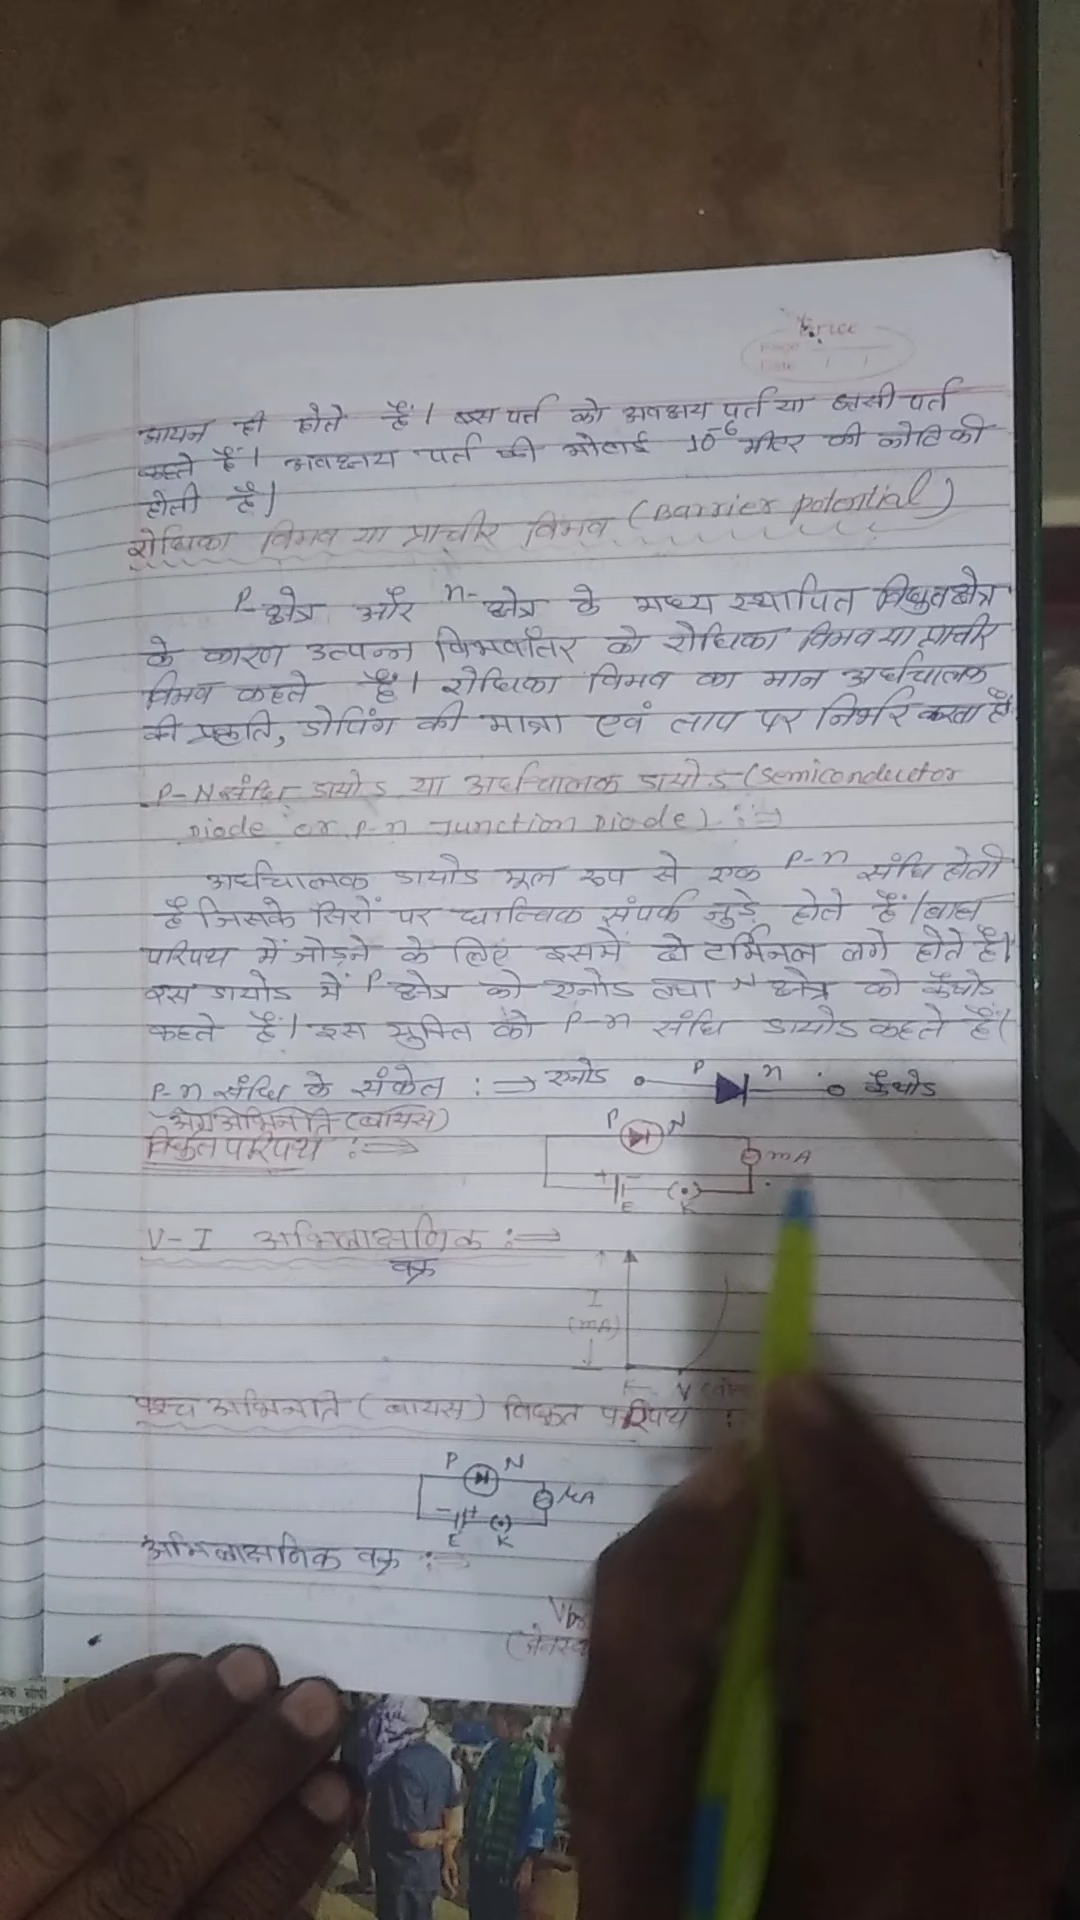 Price
Page
Date
आयन ही होते हैं। इस पर्त को अवक्षय पर्त या ह्रासी पर्त
कहते हैं। अवक्षय पर्त की मोटाई 10⁻⁶ मीटर की कोटि की
होती है।
रोधिका विभव या प्राचीर विभव (Barrier potential)
P-क्षेत्र और n-क्षेत्र के मध्य स्थापित विद्युत क्षेत्र
के कारण उत्पन्न विभवांतर को रोधिका विभव या प्राचीर
विभव कहते हैं। रोधिका विभव का मान अर्धचालक
की प्रकृति, डोपिंग की मात्रा एवं ताप पर निर्भर करता है
P-N संधि डायोड या अर्धचालक डायोड (semiconductor
Diode or p-n Junction Diode) :⇒
अर्धचालक डायोड मूल रूप से एक P-n संधि होती
है जिसके सिरों पर धात्विक संपर्क जुड़े होते हैं। बाह्य
परिपथ में जोड़ने के लिए इसमें दो टर्मिनल लगे होते है।
इस डायोड में P क्षेत्र को एनोड तथा N क्षेत्र को कैथोड
कहते हैं। इस युक्ति को P-n संधि डायोड कहते हैं।
P-n संधि के संकेत :⇒ एनोड P n कैथोड
अग्र अभिनति (बायस)
विद्युत परिपथ :⇒
P N
mA
+ -
E K
V-I अभिलाक्षणिक :⇒
वक्र
I
(mA)
V
पश्च अभिनति (बायस) विद्युत परिपथ :
P N
μA
- +
E K
अभिलाक्षणिक वक्र :⇒